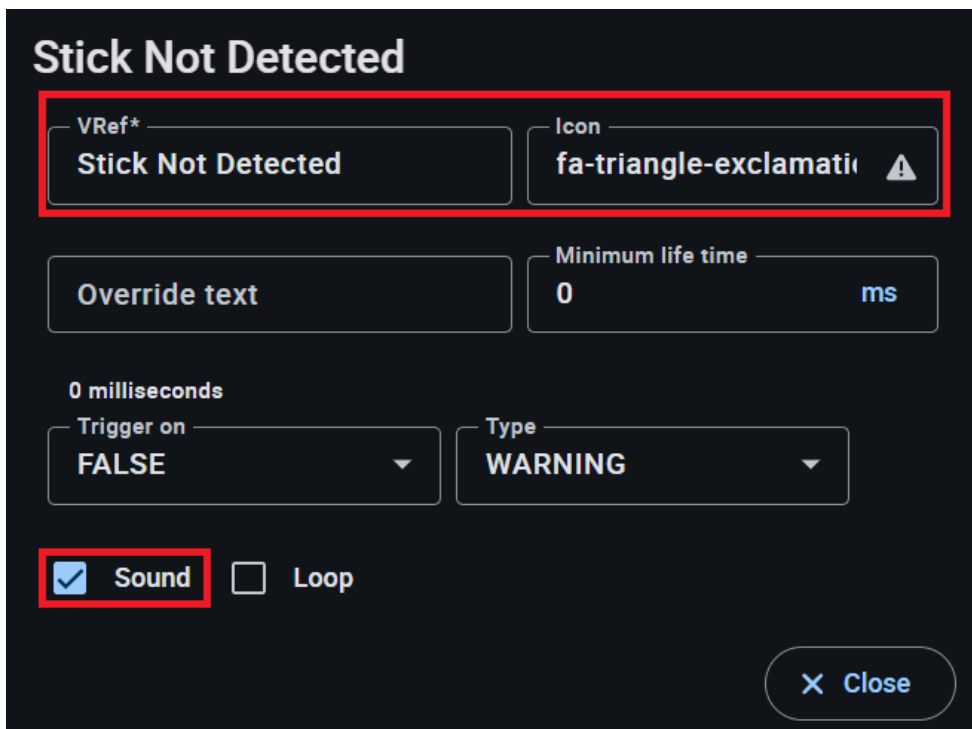 Stick Not Detected
VRef*
Stick Not Detected
Icon
fa-triangle-exclamati
Override text
Minimum life time
0 ms
0 milliseconds
Trigger on
FALSE
Type
WARNING
Sound
Loop
Close